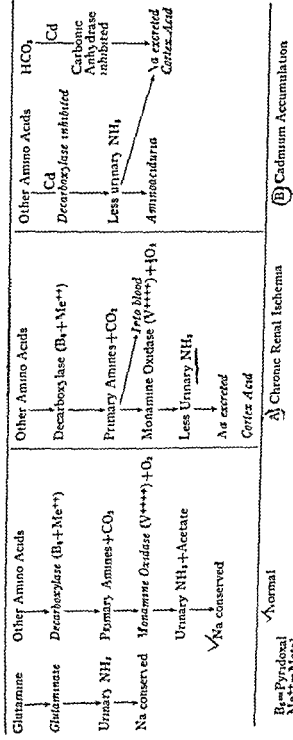 Glutamine
Glutaminase
Urinary NH₃
Na conserved
Other Amino Acids
Decarboxylase (B₆+Me++)
Primary Amines+CO₂
Monamine Oxidase (V++++)+O₂
Urinary NH₃+Acetate
Na conserved
B₆=Pyridoxal
Me++=Metal
Normal
Other Amino Acids
Decarboxylase (B₆+Me++)
Primary Amines+CO₂
Into blood
Monamine Oxidase (V++++)+½O₂
Less Urinary NH₃
Na excreted
Cortex Acid
A) Chronic Renal Ischemia
Other Amino Acids
Cd
Decarboxylase inhibited
Less urinary NH₃
Aminoaciduria
HCO₃
Cd
Carbonic
Anhydrase
inhibited
Na excreted
Cortex Acid
B) Cadmium Accumulation